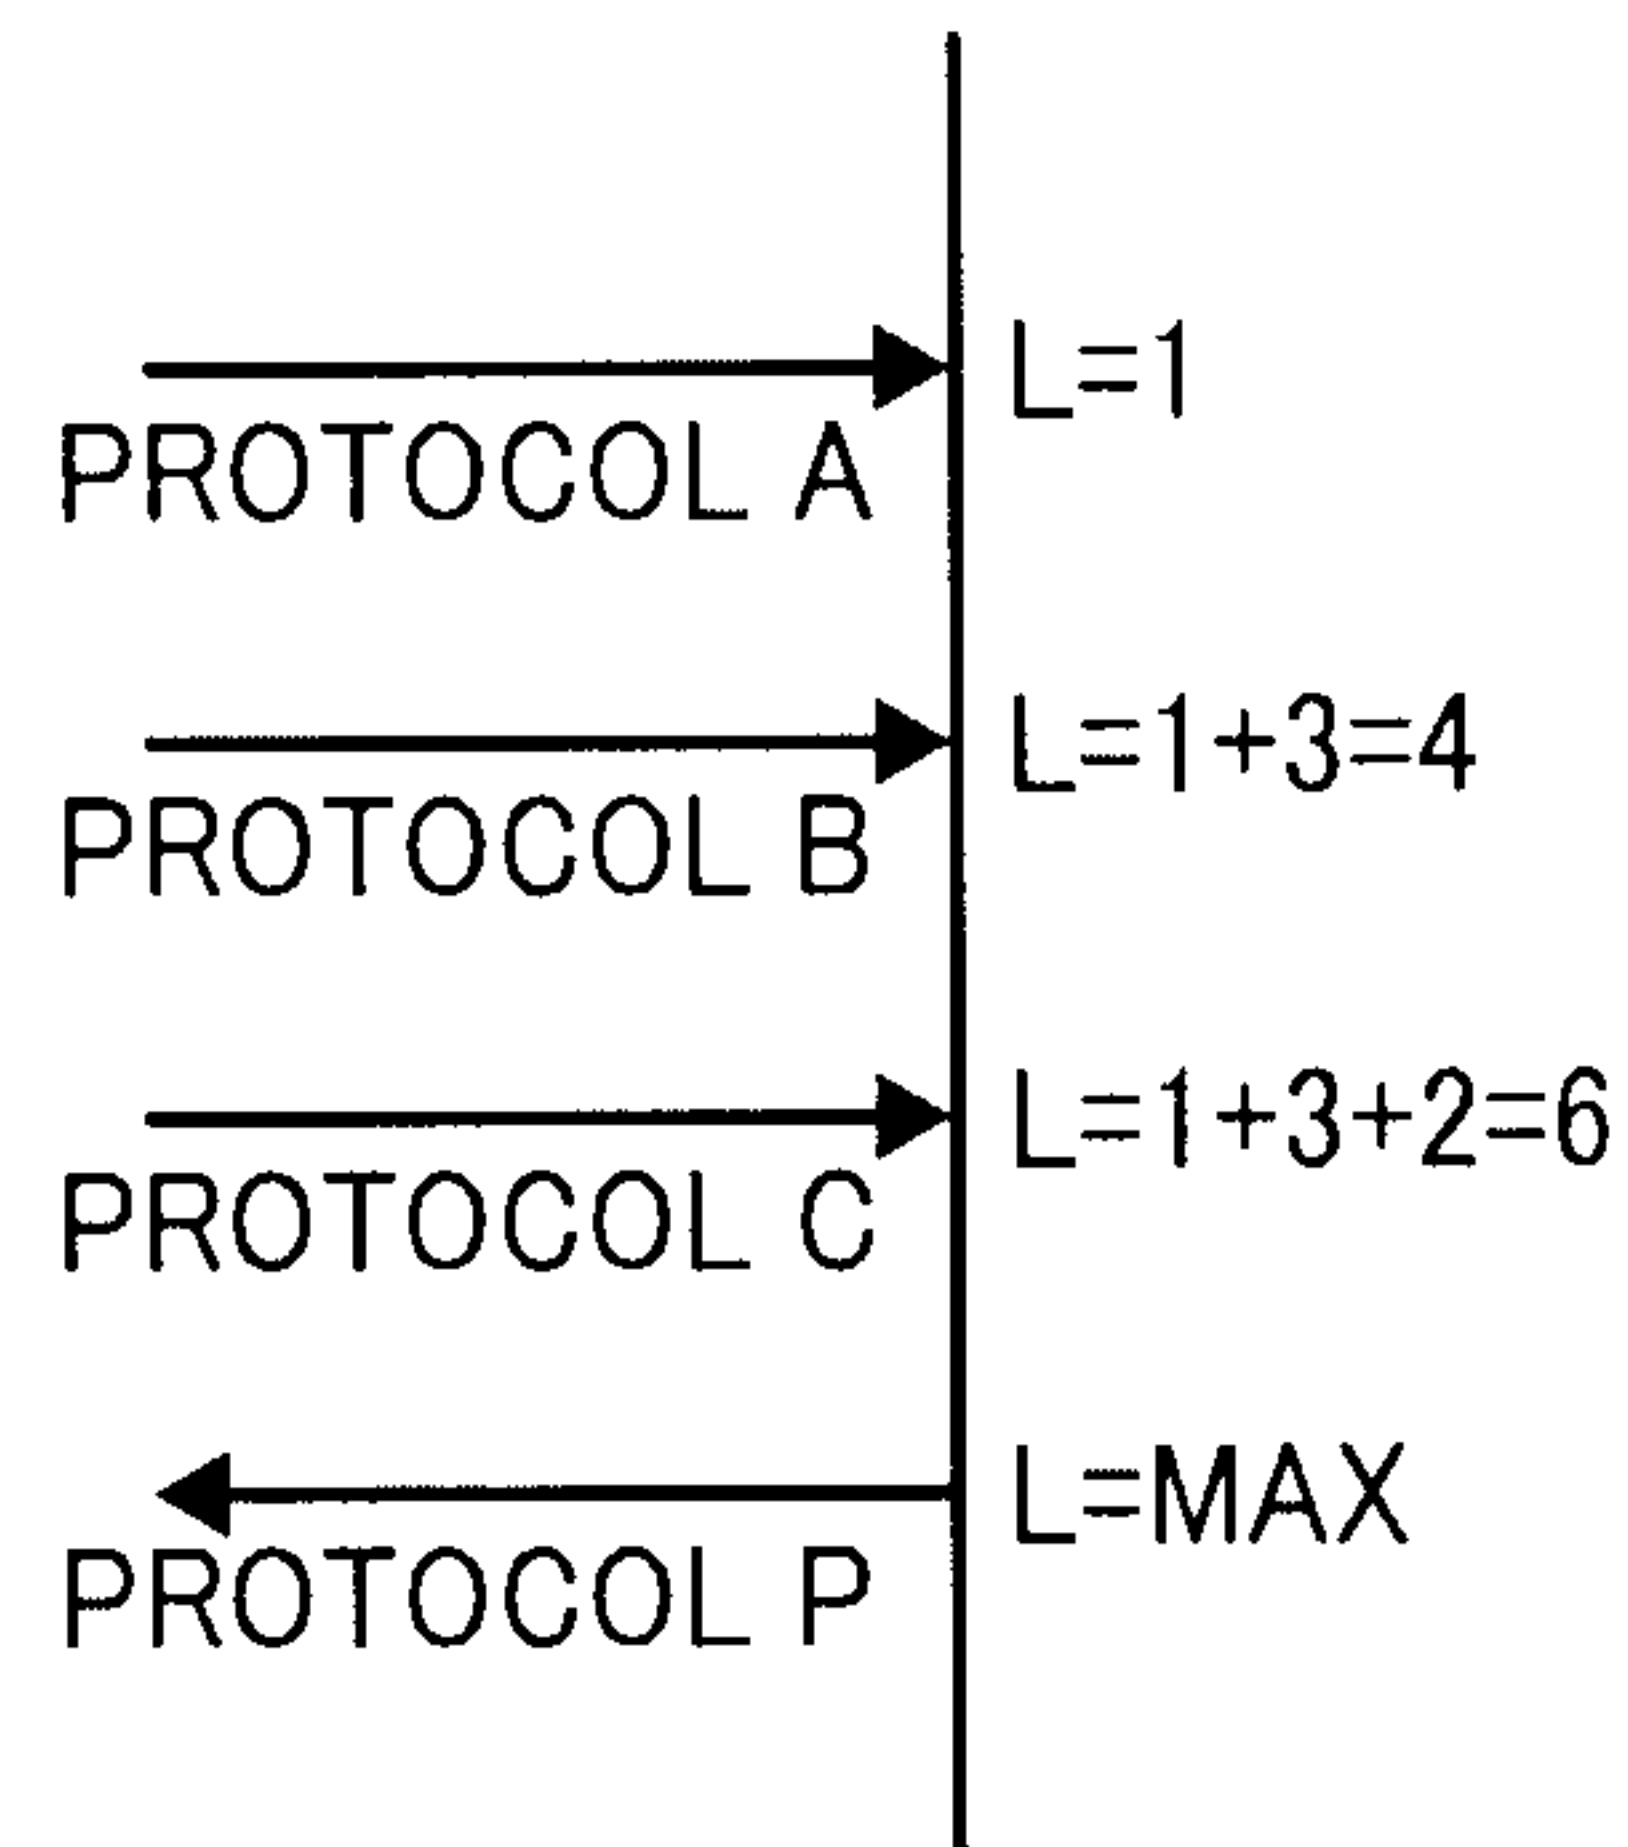 L=1
PROTOCOL A
L=1+3=4
PROTOCOL B
L=1+3+2=6
PROTOCOL C
L=MAX
PROTOCOL P